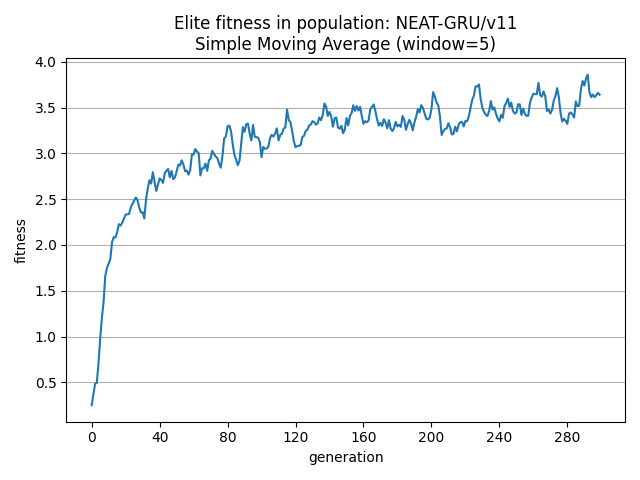 Elite fitness in population: NEAT-GRU/v11
Simple Moving Average (window=5)
4.0
3.5
3.0
2.5
2.0
1.5
1.0
0.5
fitness
0 40 80 120 160 200 240 280
generation